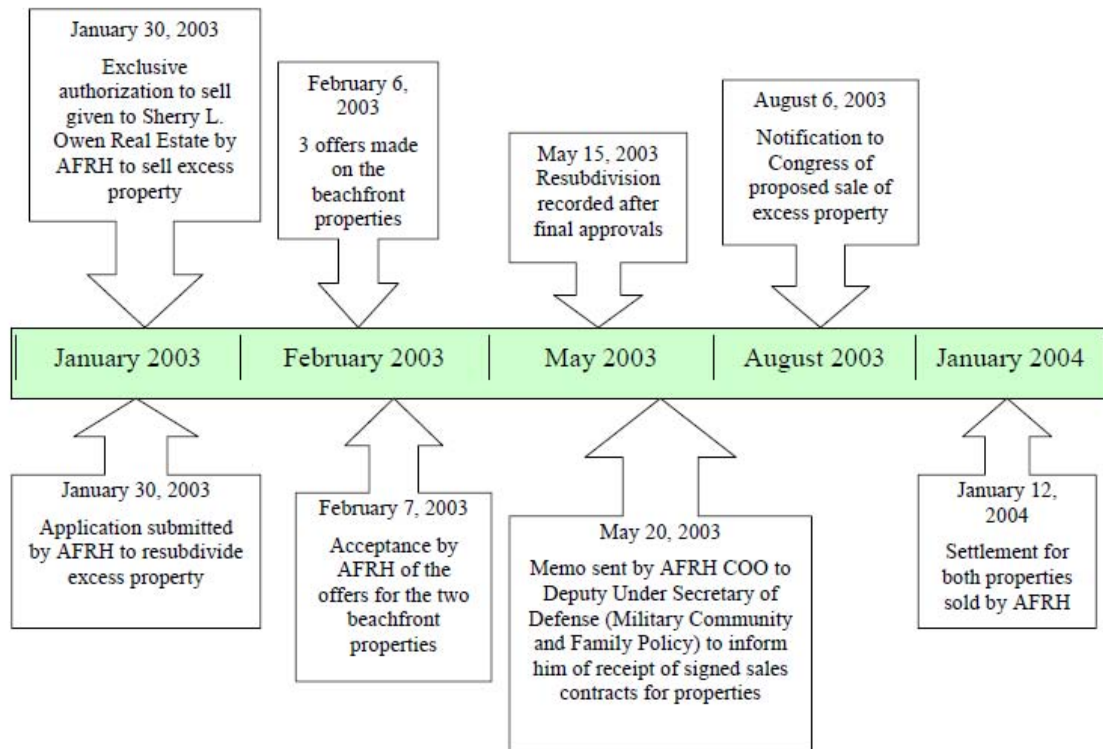 January 30, 2003
Exclusive
authorization to sell
given to Sherry L.
Owen Real Estate by
AFRH to sell excess
property
February 6,
2003
3 offers made
on the
beachfront
properties
May 15, 2003
Resubdivision
recorded after
final approvals
August 6, 2003
Notification to
Congress of
proposed sale of
excess property
January 2003
February 2003
May 2003
August 2003
January 2004
January 30, 2003
Application submitted
by AFRH to resubdivide
excess property
February 7, 2003
Acceptance by
AFRH of the
offers for the two
beachfront
properties
May 20, 2003
Memo sent by AFRH COO to
Deputy Under Secretary of
Defense (Military Community
and Family Policy) to inform
him of receipt of signed sales
contracts for properties
January 12,
2004
Settlement for
both properties
sold by AFRH